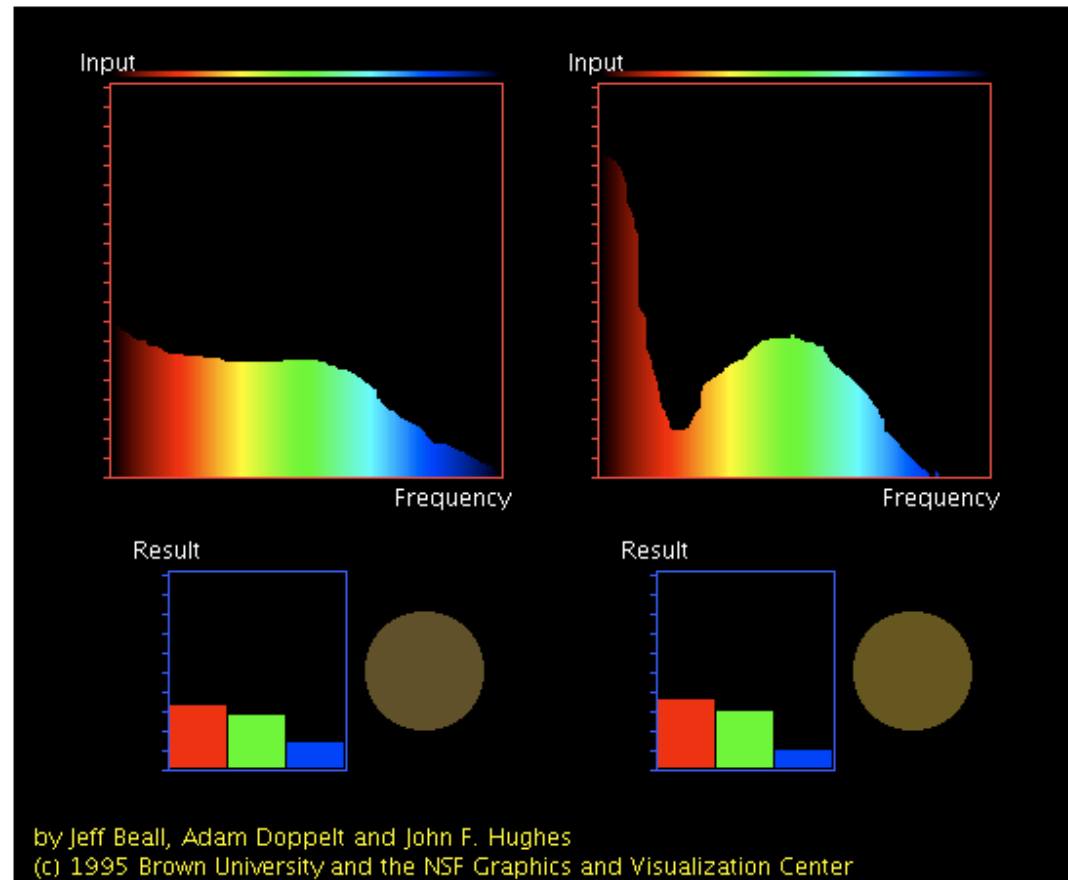 Input
Input
Frequency
Frequency
Result
Result
by Jeff Beall, Adam Doppelt and John F. Hughes
(c) 1995 Brown University and the NSF Graphics and Visualization Center